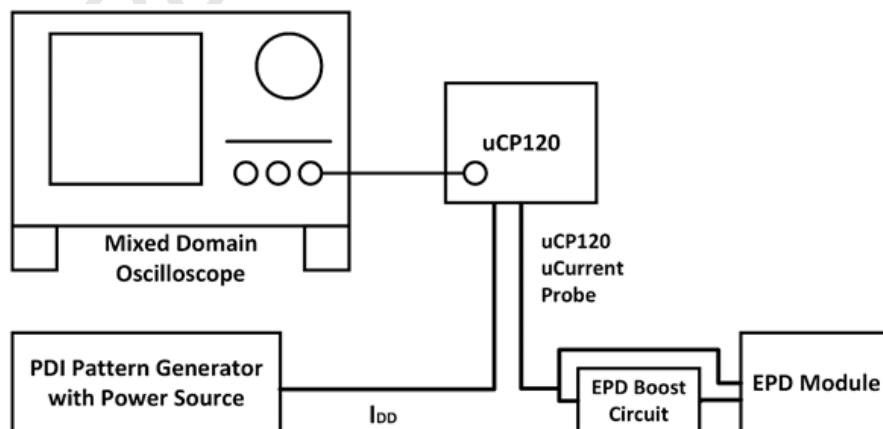 uCP120
Mixed Domain
Oscilloscope
uCP120
uCurrent
Probe
PDI Pattern Generator
with Power Source
IDD
EPD Boost
Circuit
EPD Module